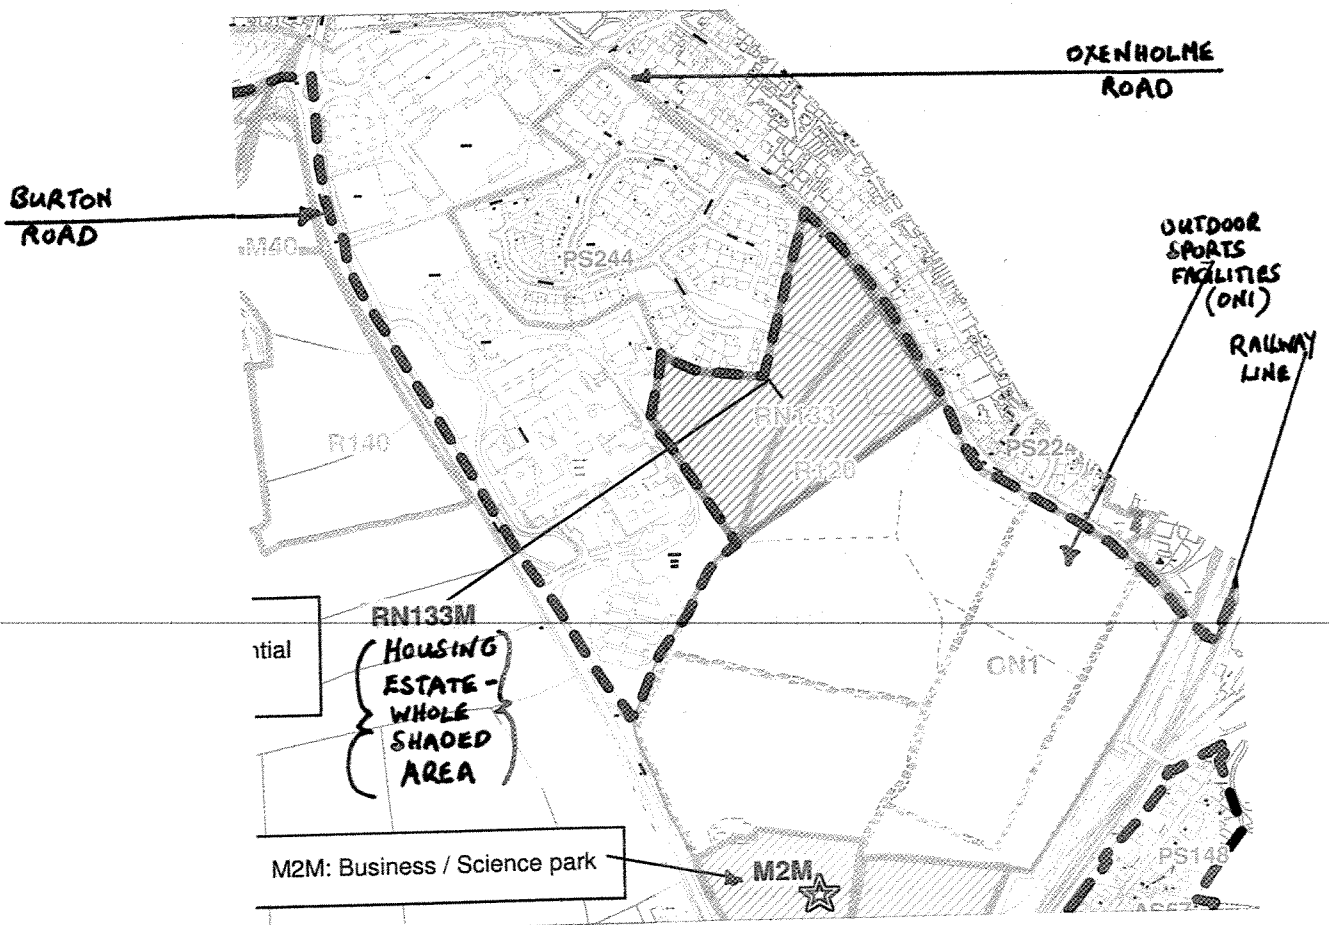 OXENHOLME
ROAD
BURTON
ROAD
M40
OUTDOOR
SPORTS
FACILITIES
(ON1)
RAILWAY
LINE
PS244
RN133
R140
R120
PS224
RN133M
HOUSING
ESTATE -
WHOLE
SHADED
AREA
ntial
ON1
M2M: Business / Science park
M2M
PS148